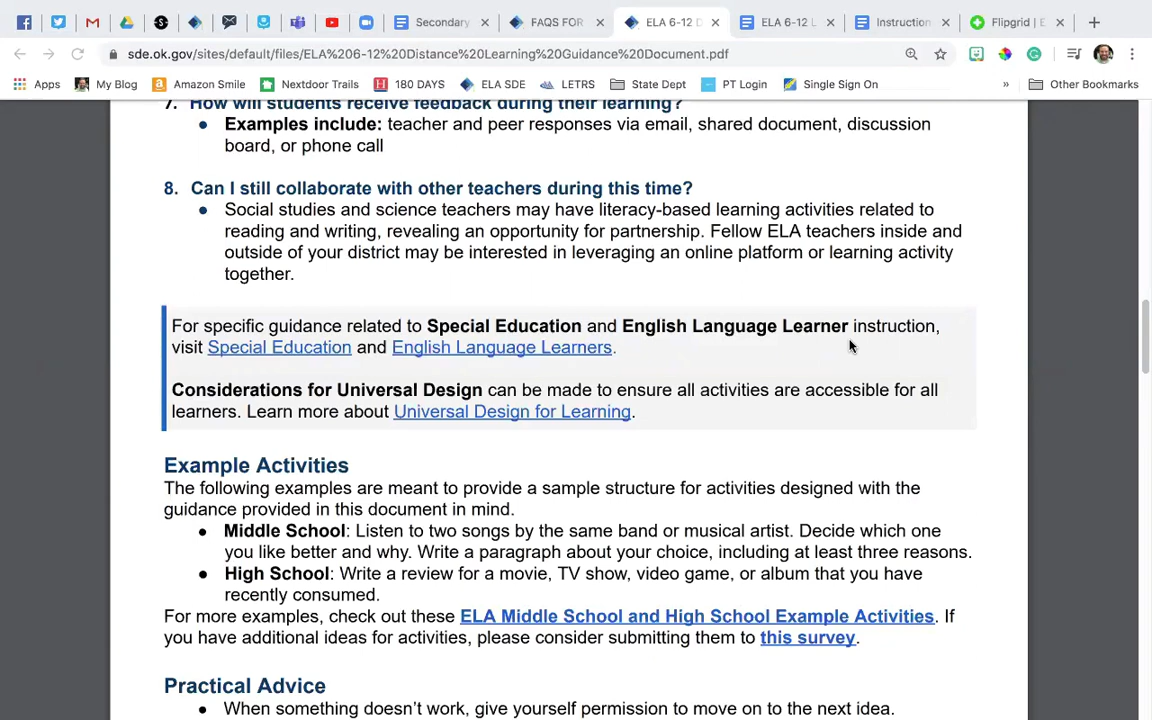 Secondary
FAQS FOR
ELA 6-12 D
ELA 6-12 L
Instruction
Flipgrid | E
sde.ok.gov/sites/default/files/ELA%206-12%20Distance%20Learning%20Guidance%20Document.pdf
Apps
My Blog
Amazon Smile
Nextdoor Trails
180 DAYS
ELA SDE
LETRS
State Dept
PT Login
Single Sign On
»
Other Bookmarks
7. How will students receive feedback during their learning?
● Examples include: teacher and peer responses via email, shared document, discussion
board, or phone call
8. Can I still collaborate with other teachers during this time?
● Social studies and science teachers may have literacy-based learning activities related to
reading and writing, revealing an opportunity for partnership. Fellow ELA teachers inside and
outside of your district may be interested in leveraging an online platform or learning activity
together.
For specific guidance related to Special Education and English Language Learner instruction,
visit Special Education and English Language Learners.
Considerations for Universal Design can be made to ensure all activities are accessible for all
learners. Learn more about Universal Design for Learning.
Example Activities
The following examples are meant to provide a sample structure for activities designed with the
guidance provided in this document in mind.
● Middle School: Listen to two songs by the same band or musical artist. Decide which one
you like better and why. Write a paragraph about your choice, including at least three reasons.
● High School: Write a review for a movie, TV show, video game, or album that you have
recently consumed.
For more examples, check out these ELA Middle School and High School Example Activities. If
you have additional ideas for activities, please consider submitting them to this survey.
Practical Advice
● When something doesn't work, give yourself permission to move on to the next idea.